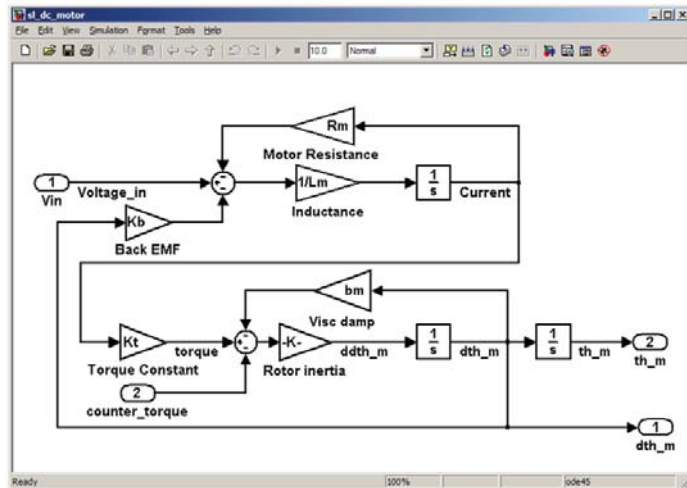 sl_dc_motor
File Edit View Simulation Format Tools Help
10.0 Normal
Rm
Motor Resistance
1 Voltage_in 1/Lm 1/s Current
Vin
Inductance
Kb
Back EMF
bm
Visc damp
Kt torque -K- ddth_m 1/s dth_m 1/s th_m 2
Torque Constant Rotor inertia th_m
2
counter_torque
1
dth_m
Ready 100% ode45